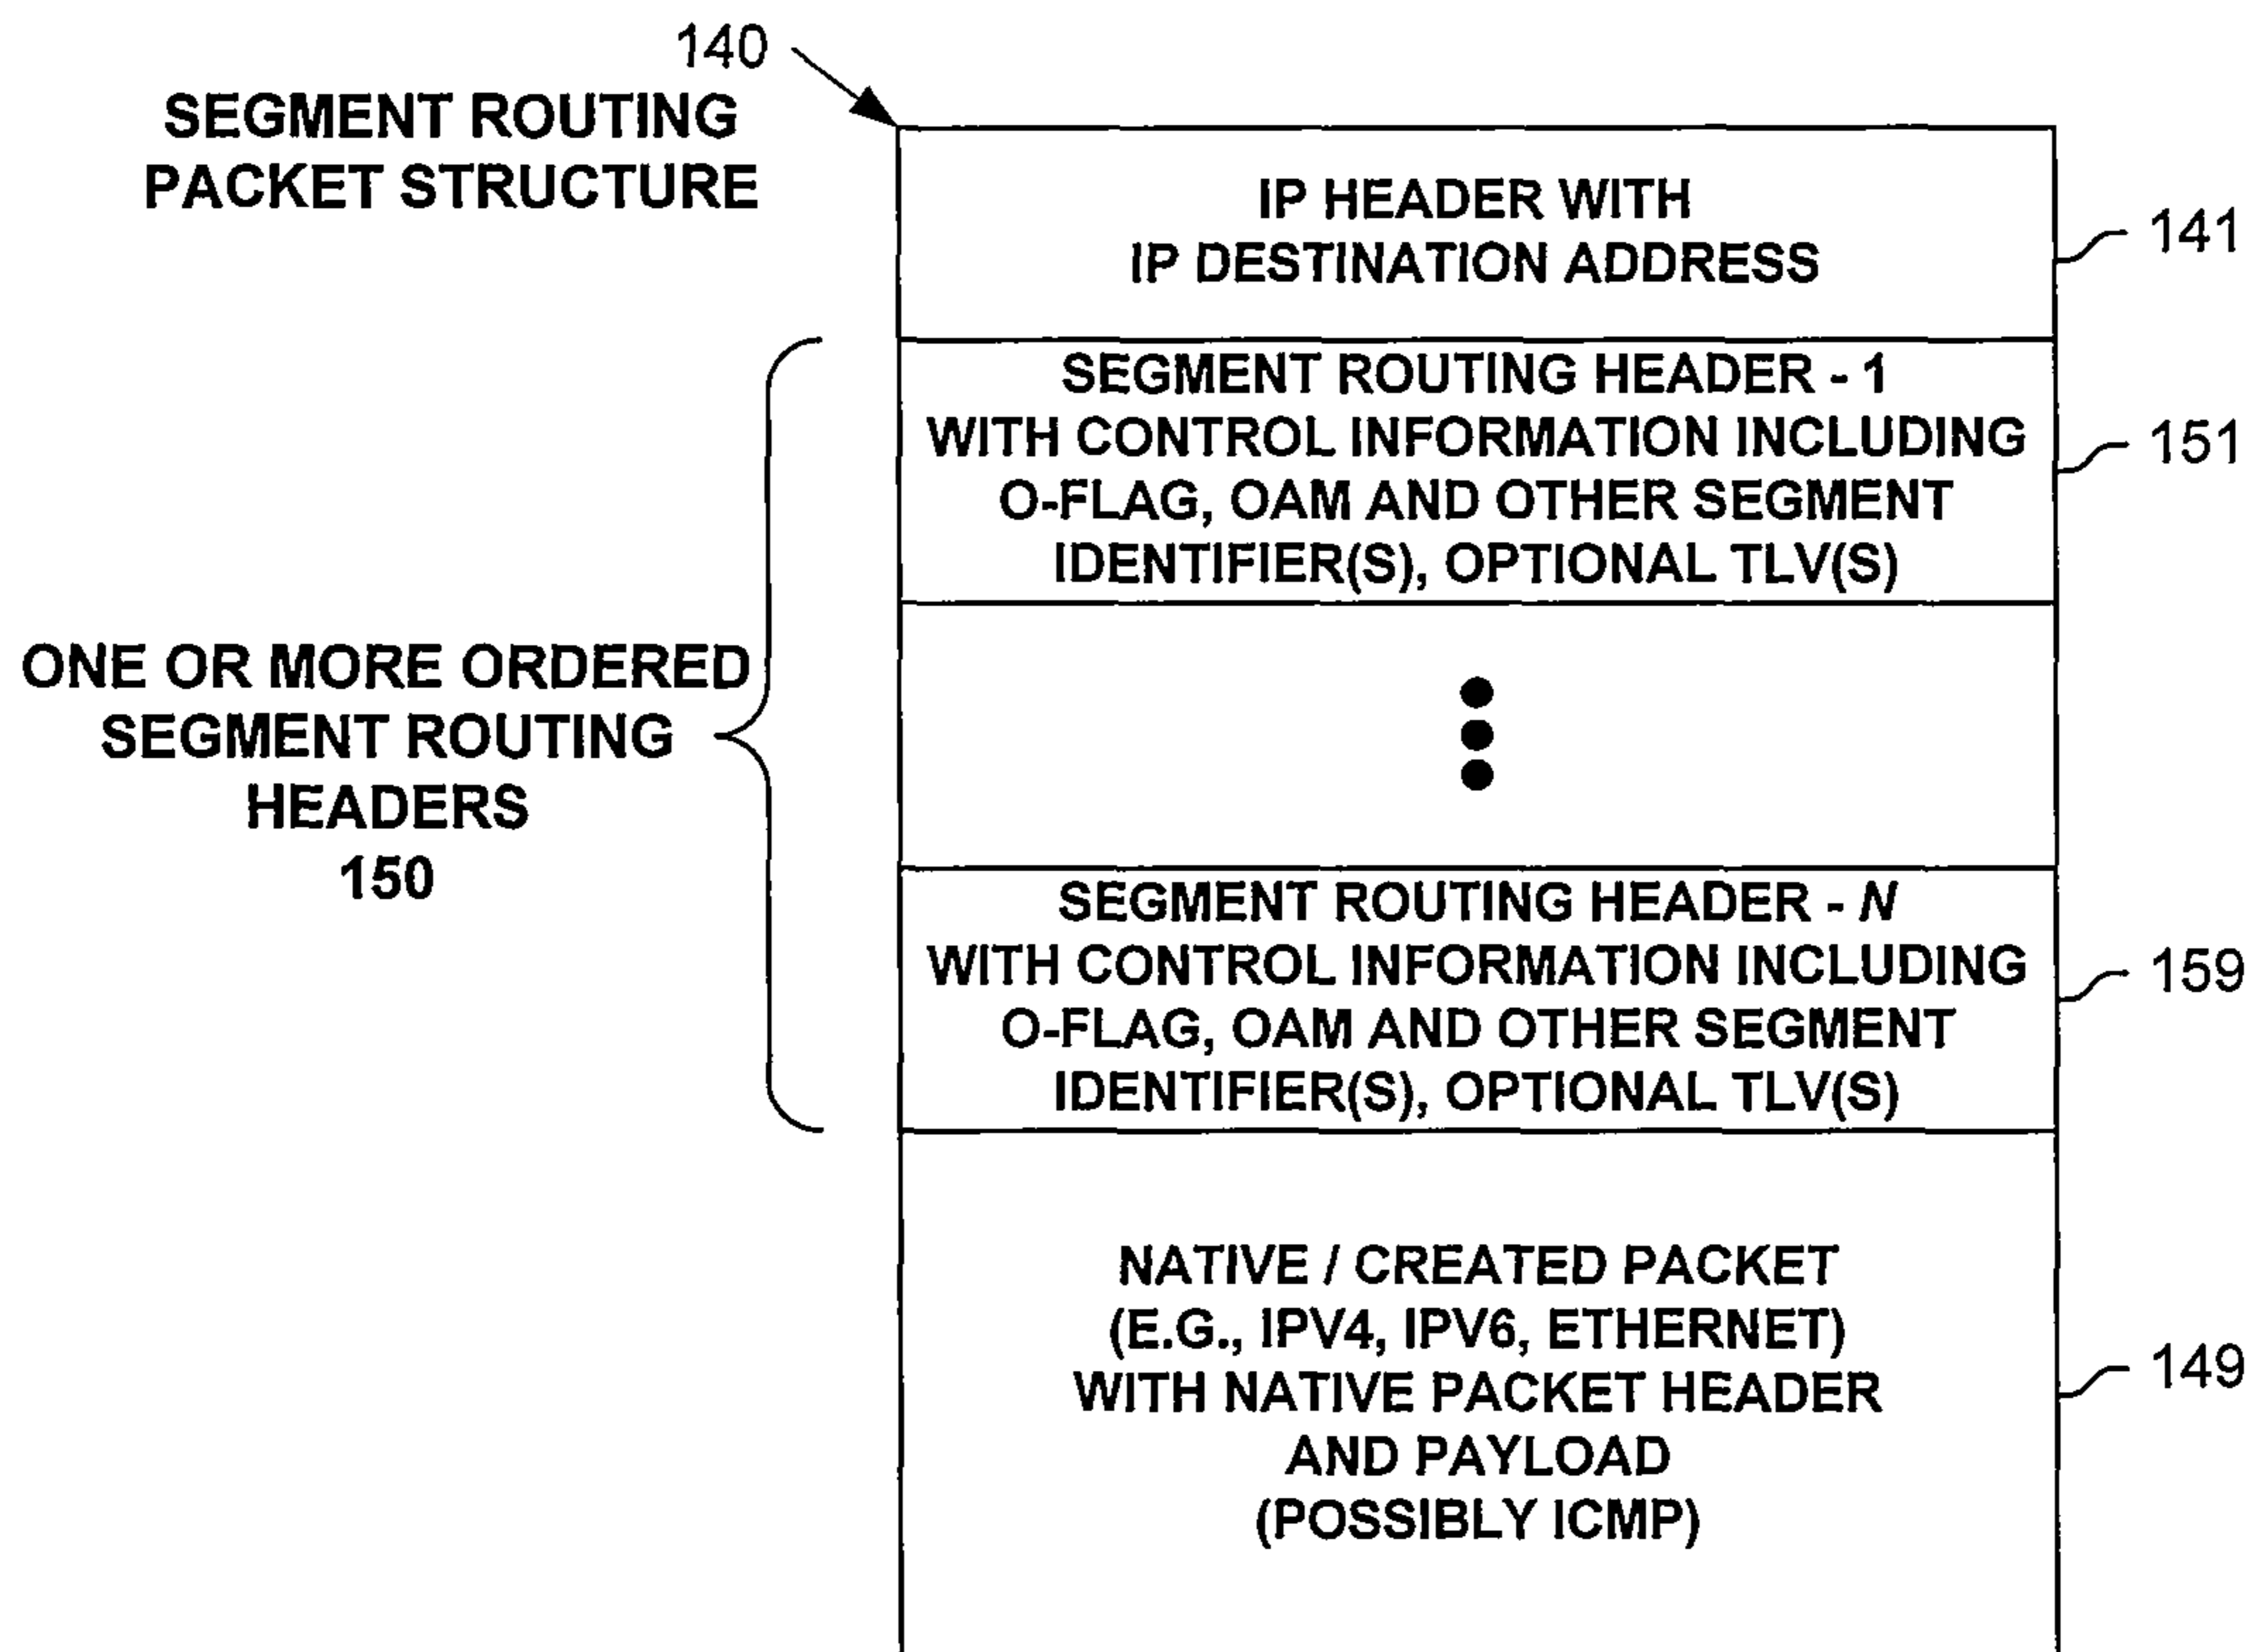 140
SEGMENT ROUTING
PACKET STRUCTURE
IP HEADER WITH
IP DESTINATION ADDRESS
141
SEGMENT ROUTING HEADER - 1
WITH CONTROL INFORMATION INCLUDING
O-FLAG, OAM AND OTHER SEGMENT
IDENTIFIER(S), OPTIONAL TLV(S)
151
ONE OR MORE ORDERED
SEGMENT ROUTING
HEADERS
150
SEGMENT ROUTING HEADER - N
WITH CONTROL INFORMATION INCLUDING
O-FLAG, OAM AND OTHER SEGMENT
IDENTIFIER(S), OPTIONAL TLV(S)
159
NATIVE / CREATED PACKET
(E.G., IPV4, IPV6, ETHERNET)
WITH NATIVE PACKET HEADER
AND PAYLOAD
(POSSIBLY ICMP)
149